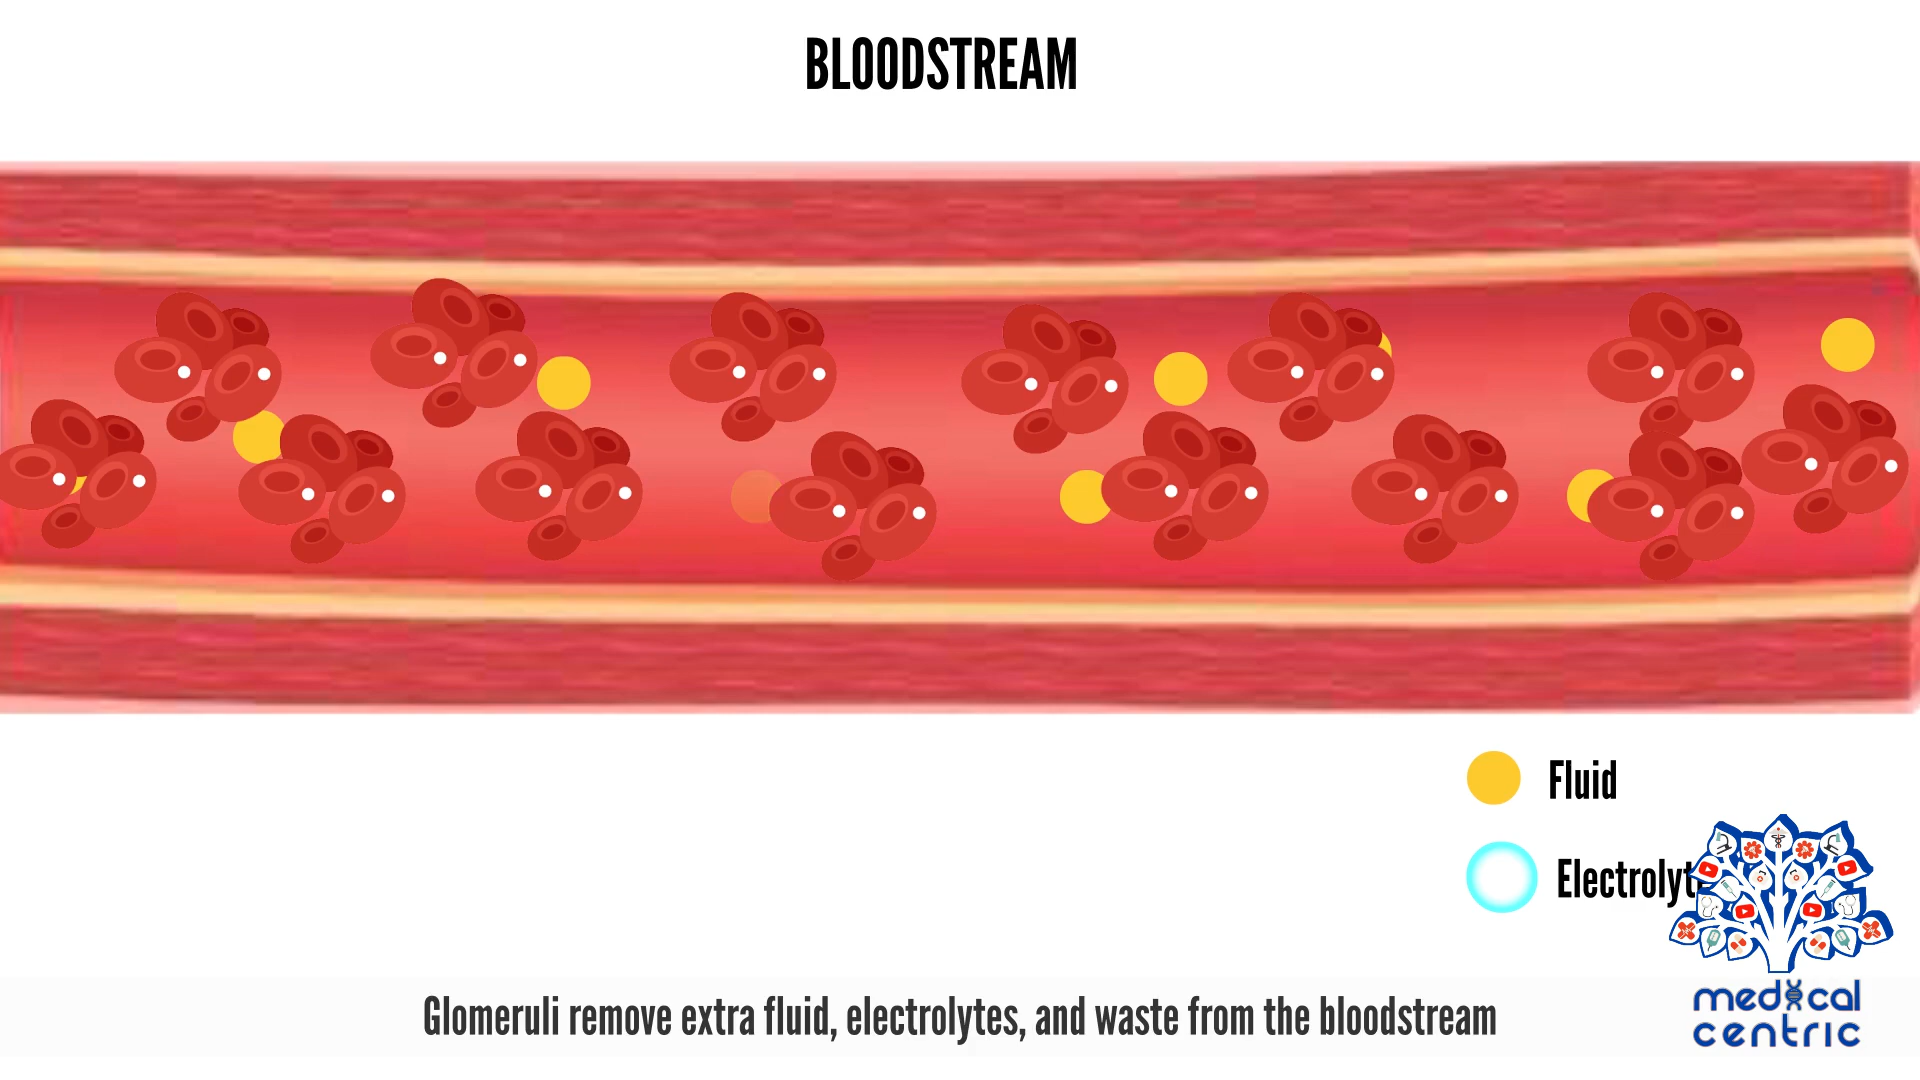 BLOODSTREAM
Fluid
Electrolyt
Glomeruli remove extra fluid, electrolytes, and waste from the bloodstream
medical
centric